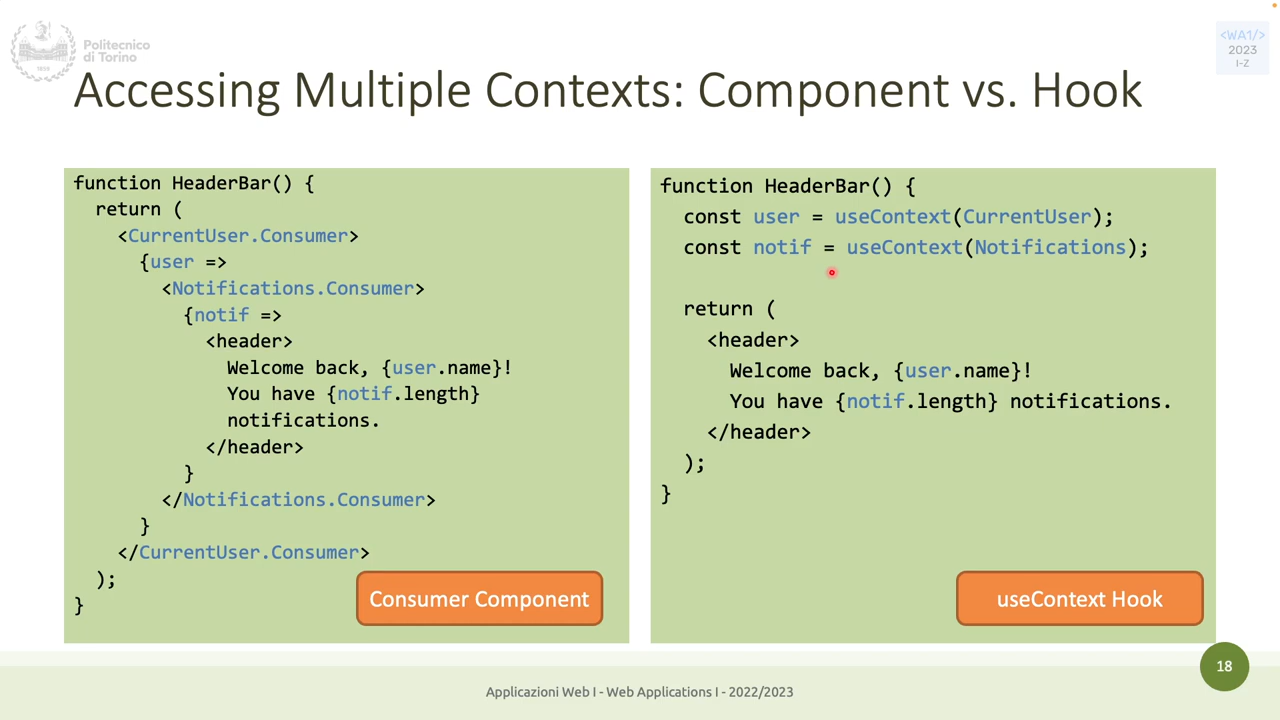 Politecnico
di Torino
<WA1/>
2023
I-Z
Accessing Multiple Contexts: Component vs. Hook
function HeaderBar() {
  return (
    <CurrentUser.Consumer>
      {user =>
        <Notifications.Consumer>
          {notif =>
            <header>
              Welcome back, {user.name}!
              You have {notif.length}
              notifications.
            </header>
          }
        </Notifications.Consumer>
      }
    </CurrentUser.Consumer>
  );
}
Consumer Component
function HeaderBar() {
  const user = useContext(CurrentUser);
  const notif = useContext(Notifications);
  return (
    <header>
      Welcome back, {user.name}!
      You have {notif.length} notifications.
    </header>
  );
}
useContext Hook
18
Applicazioni Web I - Web Applications I - 2022/2023